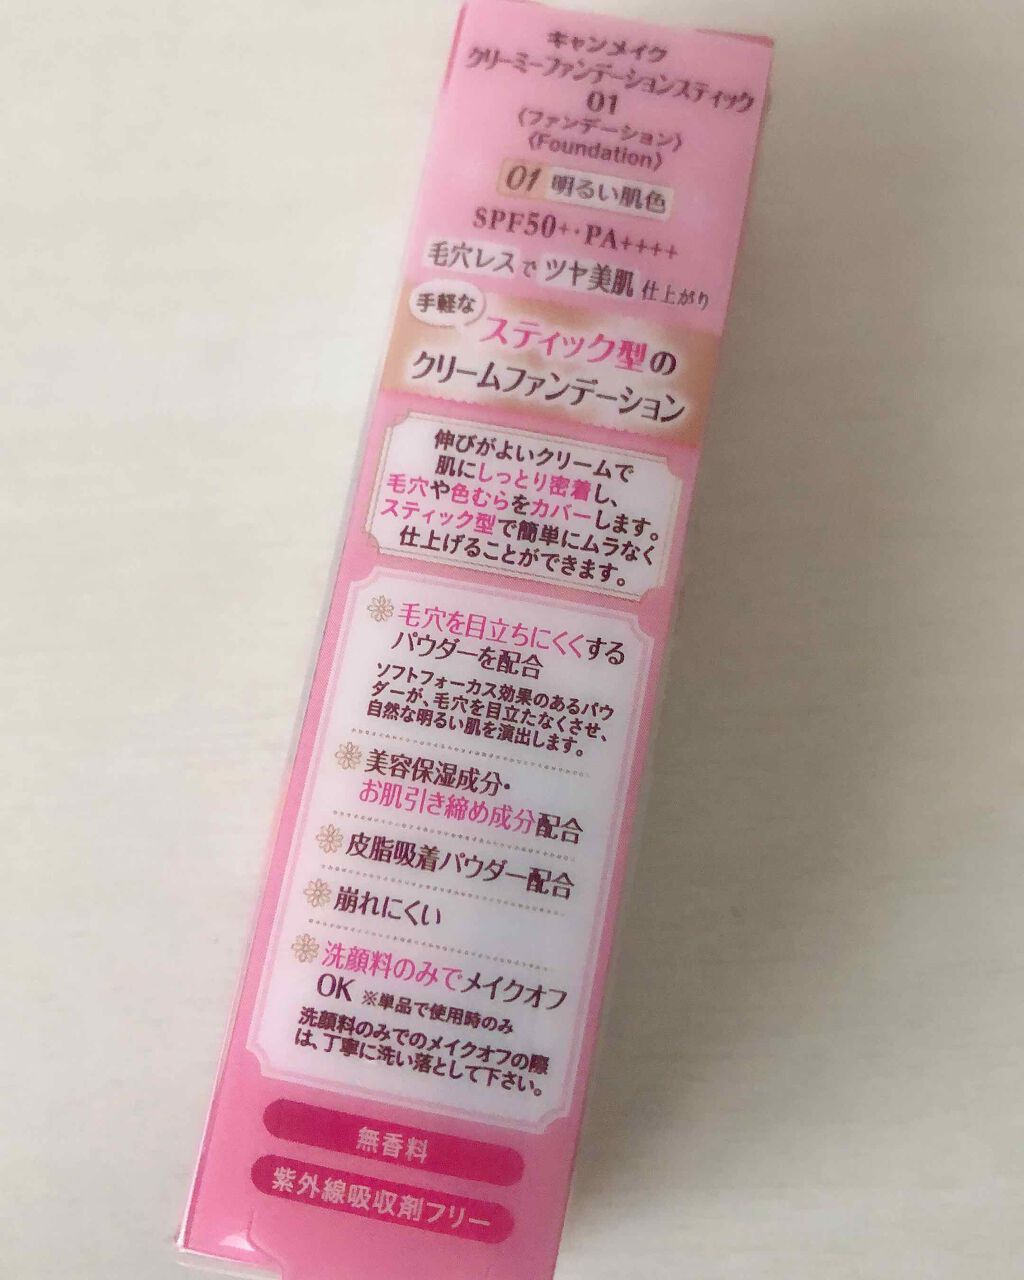 キャンメイク
クリーミーファンデーションスティック
01
〈ファンデーション〉
〈Foundation〉
01 明るい肌色
SPF50+・PA++++
毛穴レスでツヤ美肌仕上がり
手軽な
スティック型の
クリームファンデーション
伸びがよいクリームで
肌にしっとり密着し、
毛穴や色むらをカバーします。
スティック型で簡単にムラなく
仕上げることができます。
毛穴を目立ちにくくする
パウダーを配合
ソフトフォーカス効果のあるパウ
ダーが、毛穴を目立たなくさせ、
自然な明るい肌を演出します。
美容保湿成分・
お肌引き締め成分配合
皮脂吸着パウダー配合
崩れにくい
洗顔料のみでメイクオフ
OK ※単品で使用時のみ
洗顔料のみでのメイクオフの際
は、丁寧に洗い落として下さい。
無香料
紫外線吸収剤フリー